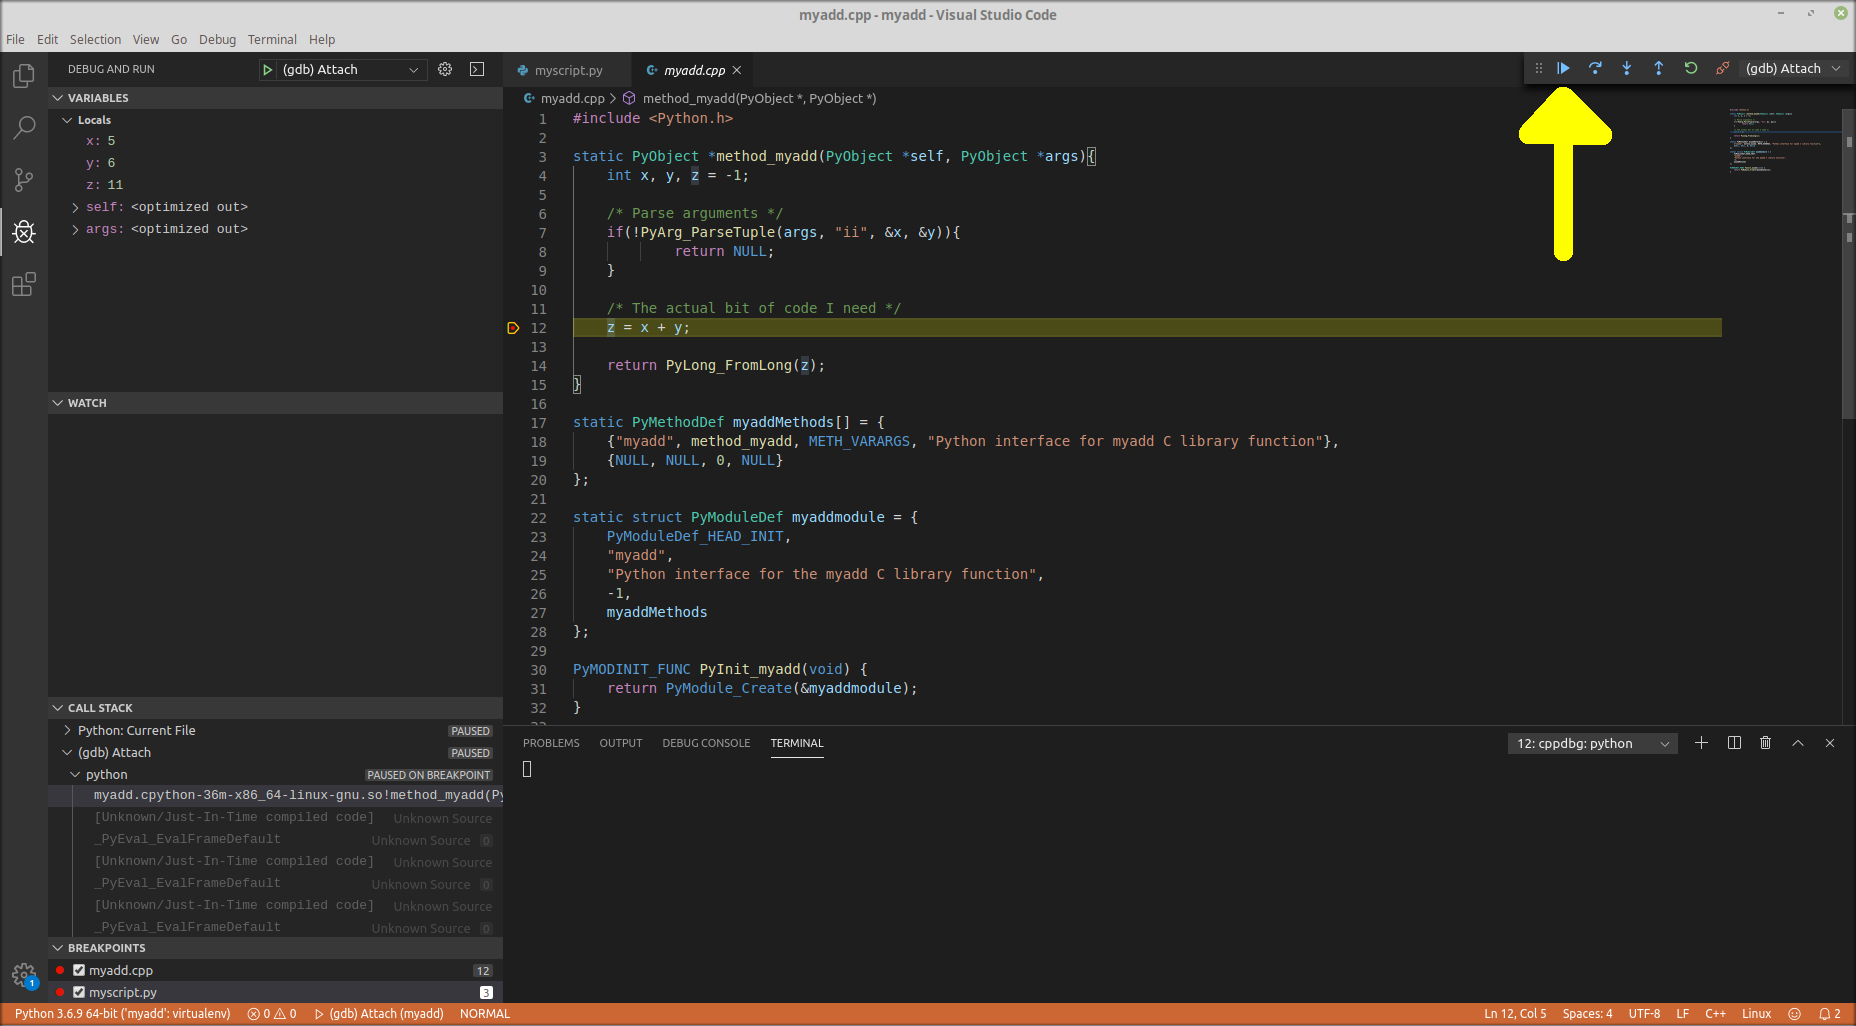 myadd.cpp - myadd - Visual Studio Code
File Edit Selection View Go Debug Terminal Help
DEBUG AND RUN
(gdb) Attach
VARIABLES
Locals
x: 5
y: 6
z: 11
self: <optimized out>
args: <optimized out>
WATCH
CALL STACK
Python: Current File PAUSED
(gdb) Attach PAUSED
python PAUSED ON BREAKPOINT
myadd.cpython-36m-x86_64-linux-gnu.so!method_myadd(Py
[Unknown/Just-In-Time compiled code] Unknown Source
_PyEval_EvalFrameDefault Unknown Source 0
[Unknown/Just-In-Time compiled code] Unknown Source
_PyEval_EvalFrameDefault Unknown Source 0
[Unknown/Just-In-Time compiled code] Unknown Source
_PyEval_EvalFrameDefault Unknown Source 0
BREAKPOINTS
myadd.cpp 12
myscript.py 3
1
myscript.py myadd.cpp
(gdb) Attach
myadd.cpp > method_myadd(PyObject *, PyObject *)
1 #include <Python.h>
2
3 static PyObject *method_myadd(PyObject *self, PyObject *args){
4 int x, y, z = -1;
5
6 /* Parse arguments */
7 if(!PyArg_ParseTuple(args, "ii", &x, &y)){
8 return NULL;
9 }
10
11 /* The actual bit of code I need */
12 z = x + y;
13
14 return PyLong_FromLong(z);
15 }
16
17 static PyMethodDef myaddMethods[] = {
18 {"myadd", method_myadd, METH_VARARGS, "Python interface for myadd C library function"},
19 {NULL, NULL, 0, NULL}
20 };
21
22 static struct PyModuleDef myaddmodule = {
23 PyModuleDef_HEAD_INIT,
24 "myadd",
25 "Python interface for the myadd C library function",
26 -1,
27 myaddMethods
28 };
29
30 PyMODINIT_FUNC PyInit_myadd(void) {
31 return PyModule_Create(&myaddmodule);
32 }
PROBLEMS OUTPUT DEBUG CONSOLE TERMINAL
12: cppdbg: python
Python 3.6.9 64-bit ('myadd': virtualenv) 0 0 (gdb) Attach (myadd) NORMAL
Ln 12, Col 5 Spaces: 4 UTF-8 LF C++ Linux 2